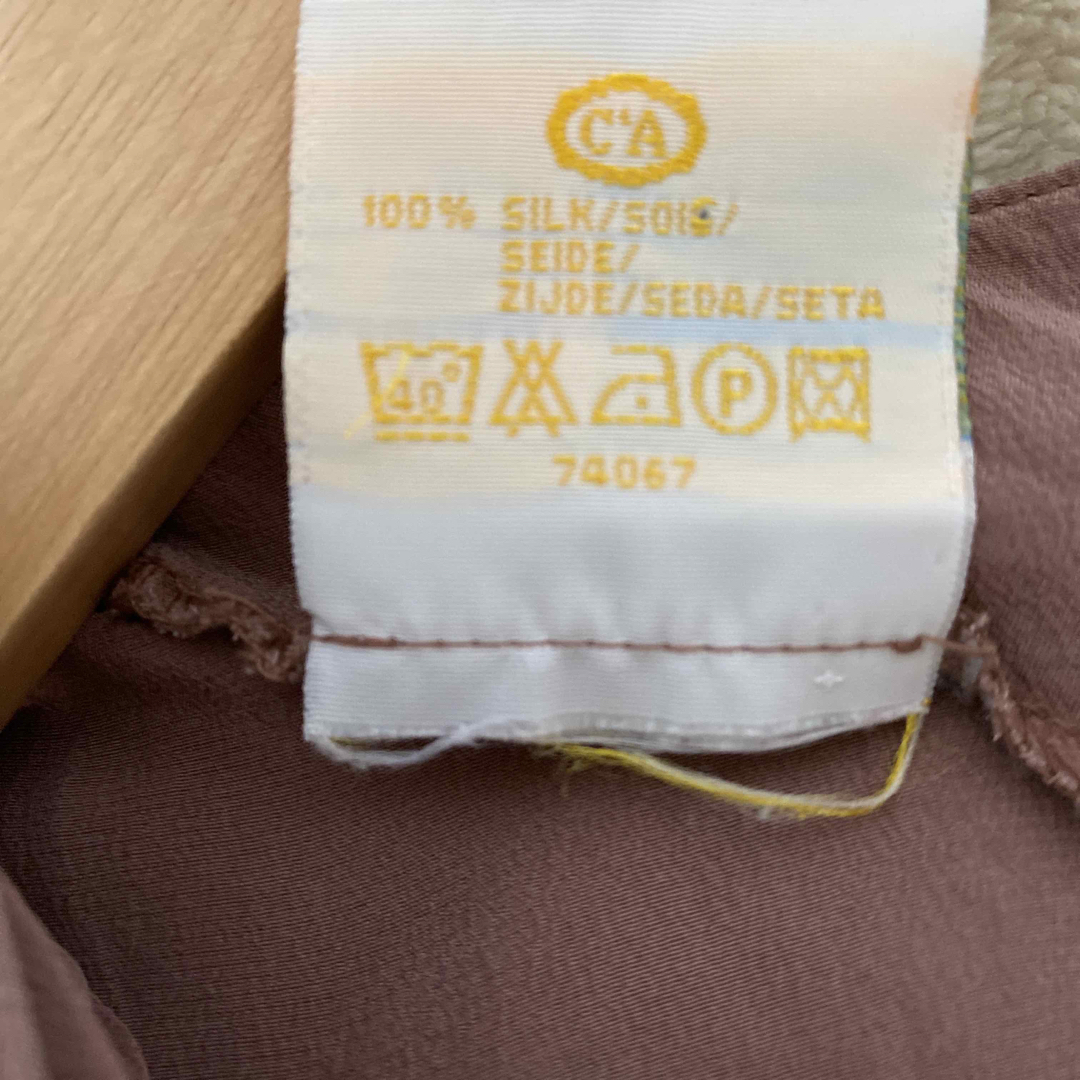 C&A
100% SILK/SOIE/
SEIDE/
ZIJDE/SEDA/SETA
40°
P
74067